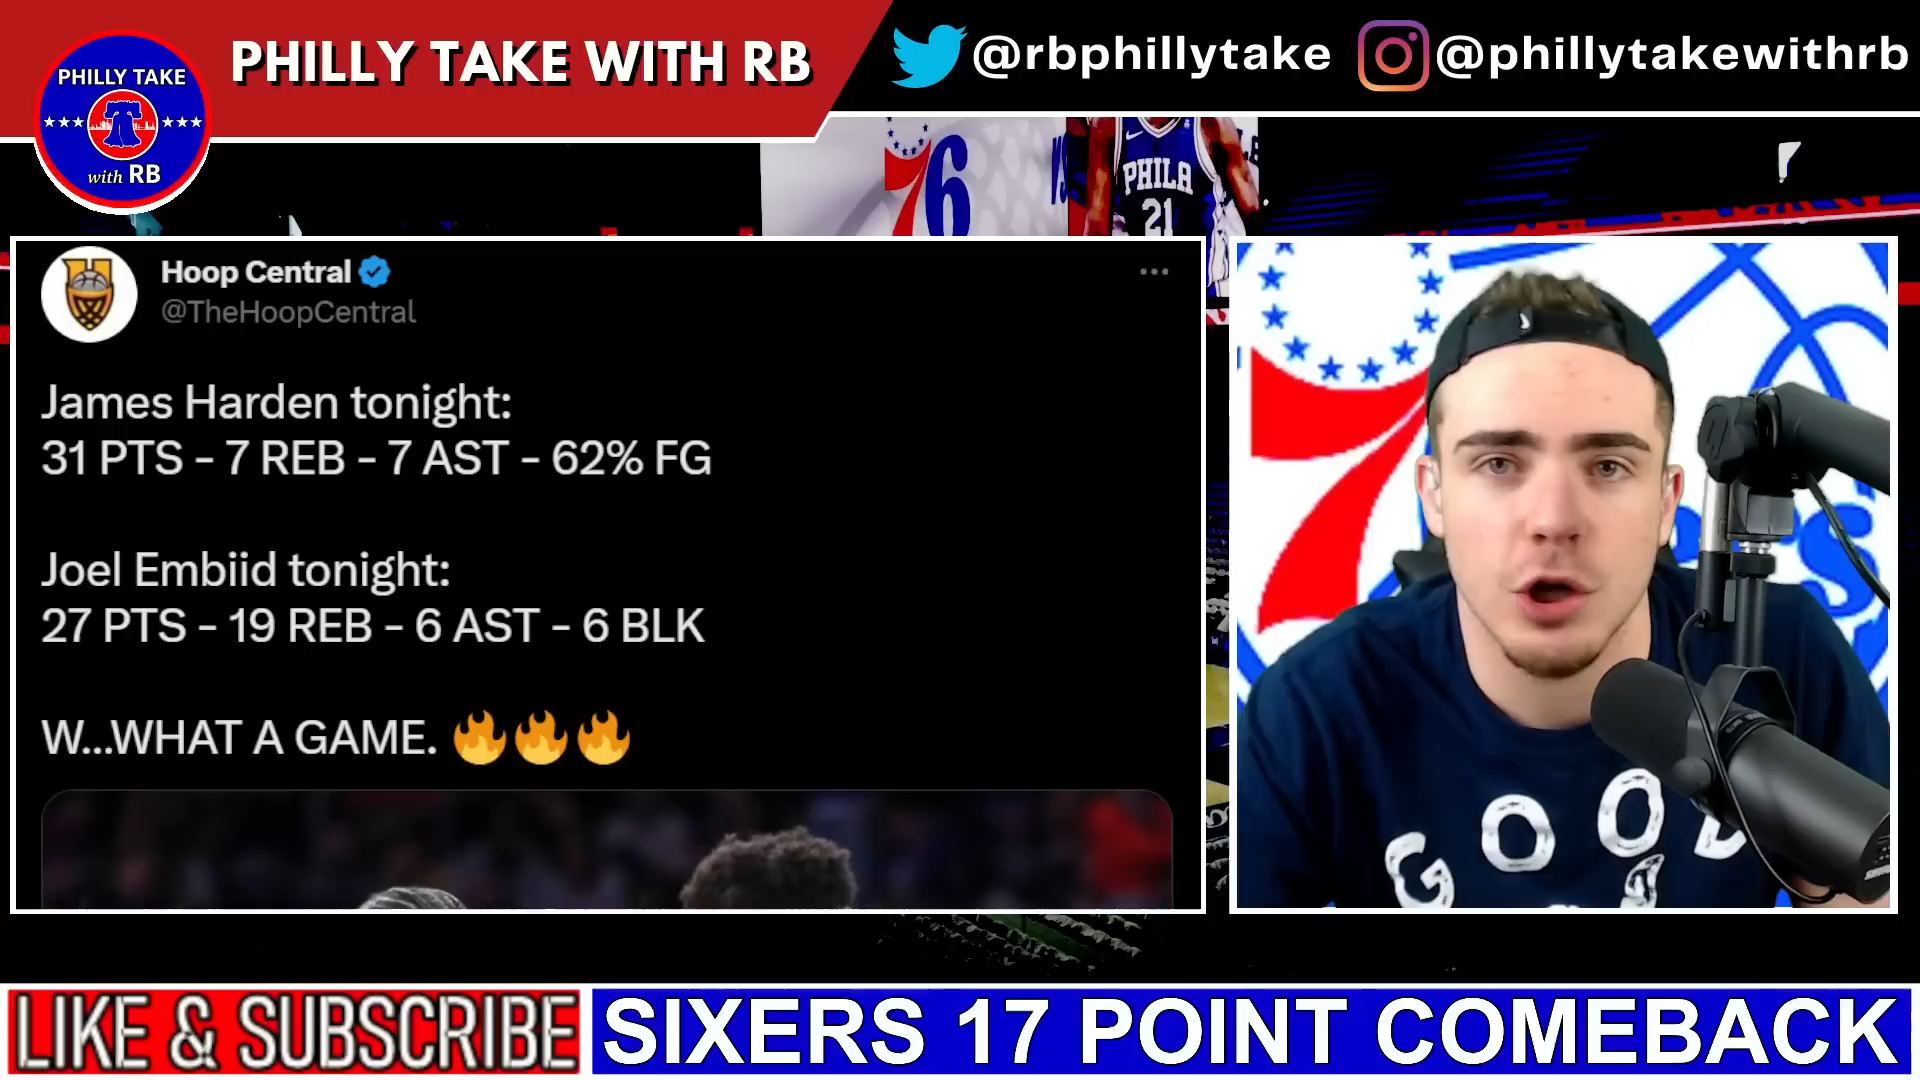 PHILLY TAKE
with RB
PHILLY TAKE WITH RB
@rbphillytake
@phillytakewithrb
76
PHILA
21
Hoop Central
@TheHoopCentral
James Harden tonight:
31 PTS - 7 REB - 7 AST - 62% FG
Joel Embiid tonight:
27 PTS - 19 REB - 6 AST - 6 BLK
W...WHAT A GAME. 🔥🔥🔥
GOOD
LIKE & SUBSCRIBE
SIXERS 17 POINT COMEBACK